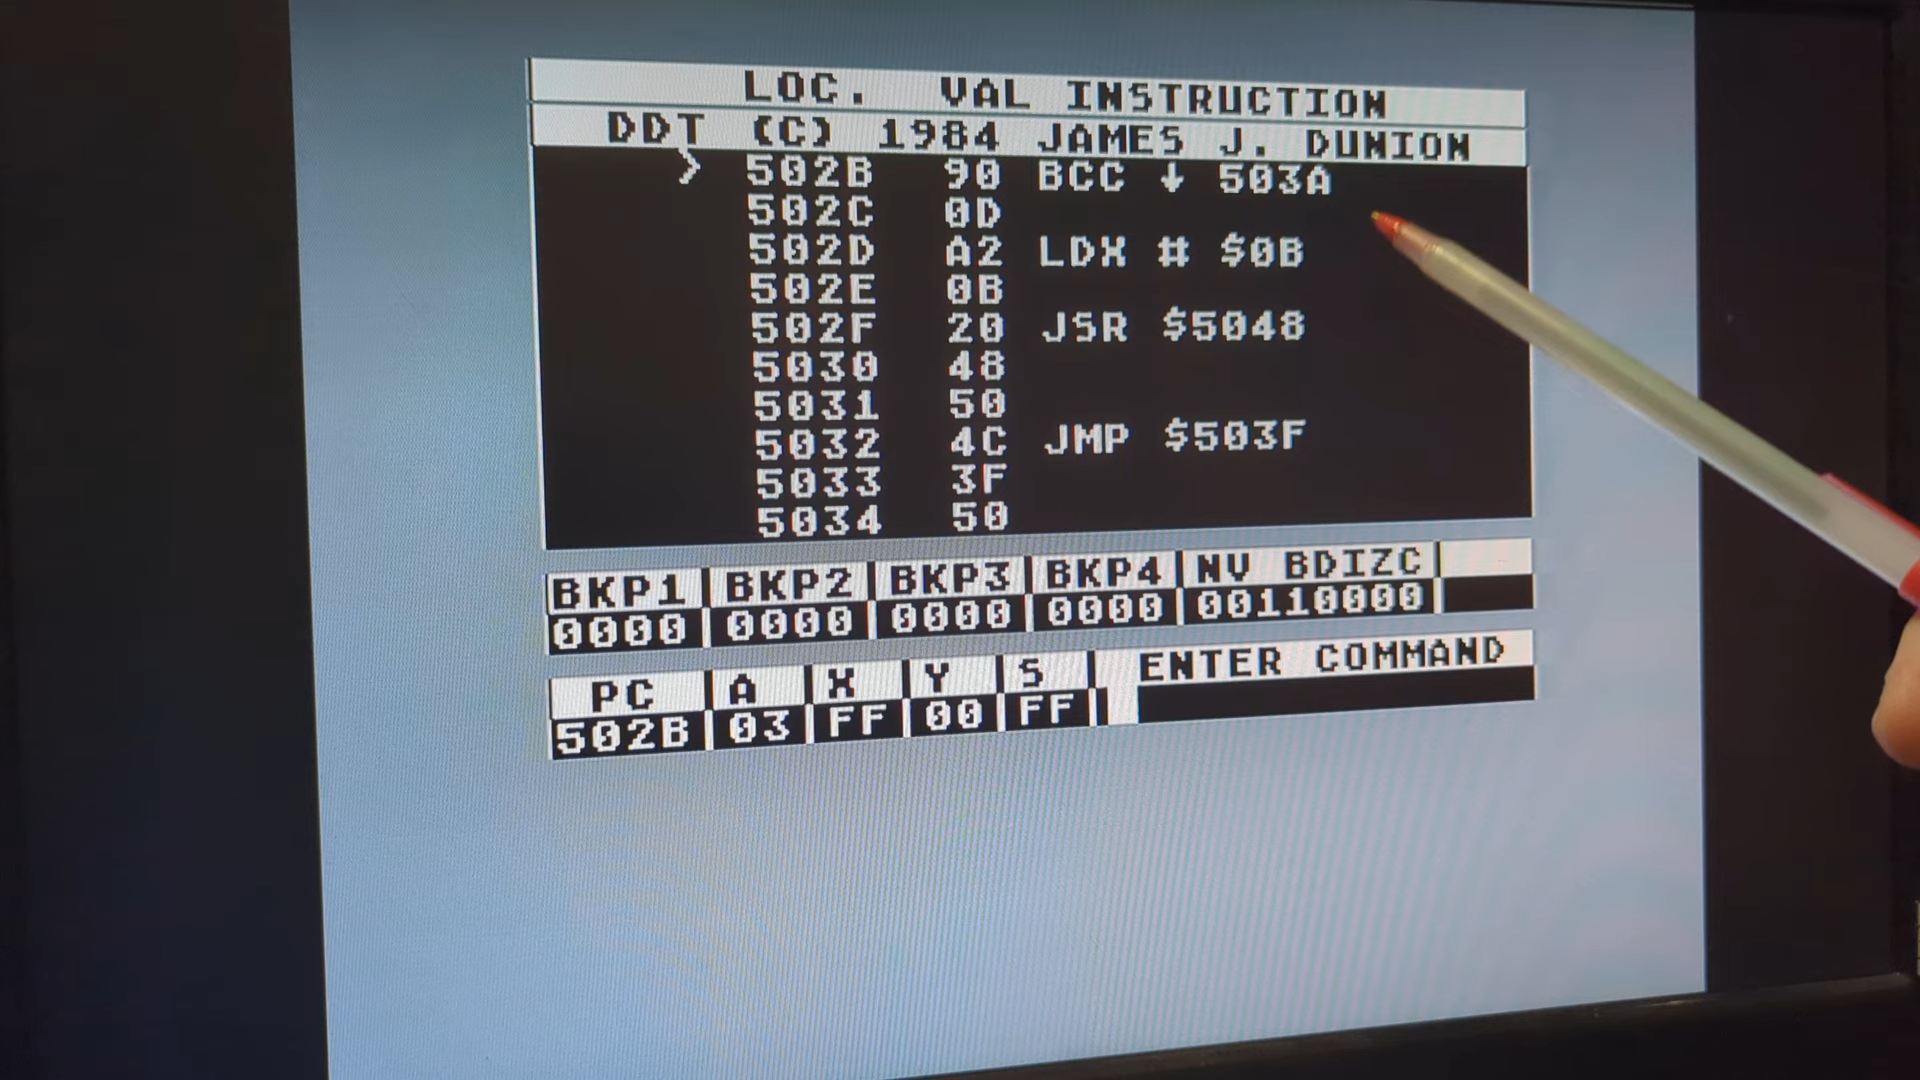 LOC. VAL INSTRUCTION
DDT (C) 1984 JAMES J. DUNION
> 502B 90 BCC ↓ 503A
502C 0D
502D A2 LDX # $0B
502E 0B
502F 20 JSR $5048
5030 48
5031 50
5032 4C JMP $503F
5033 3F
5034 50
BKP1 BKP2 BKP3 BKP4 NV BDIZC
0000 0000 0000 0000 00110000
PC A X Y S ENTER COMMAND
502B 03 FF 00 FF